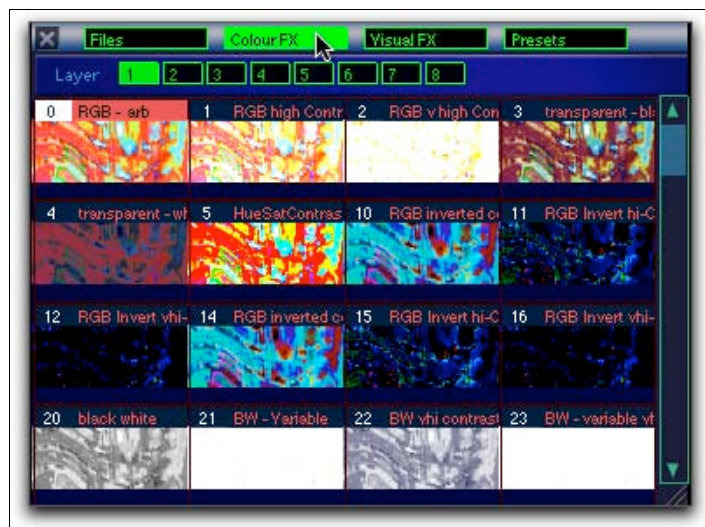 Files Colour FX Visual FX Presets
Layer 1 2 3 4 5 6 7 8
0 RGB - arb 1 RGB high Contr 2 RGB v high Con 3 transparent -bl
4 transparent -wh 5 HueSatContras 10 RGB inverted co 11 RGB Invert hi-C
12 RGB Invert vhi- 14 RGB inverted c 15 RGB Invert hi-C 16 RGB Invert vhi-
20 black white 21 BW - Variable 22 BW vhi contrast 23 BW - variable vh